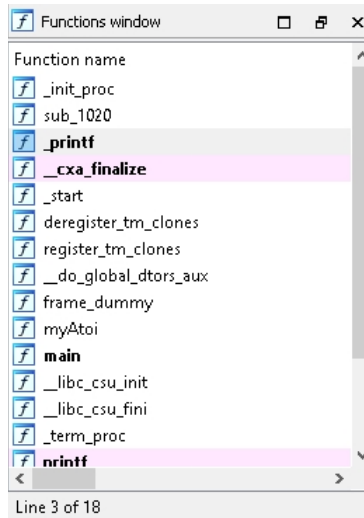 Functions window
Function name
_init_proc
sub_1020
_printf
__cxa_finalize
_start
deregister_tm_clones
register_tm_clones
__do_global_dtors_aux
frame_dummy
myAtoi
main
__libc_csu_init
__libc_csu_fini
_term_proc
printf
Line 3 of 18